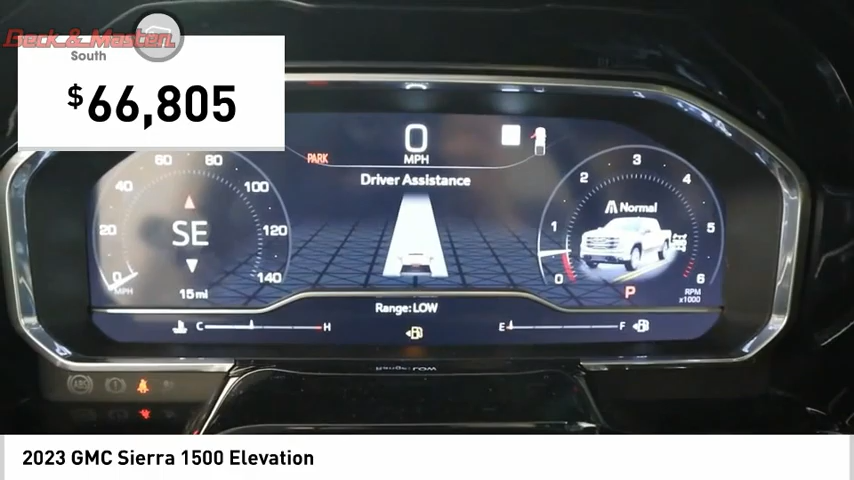 Beck & Masten
South
$66,805
0
MPH
PARK
Driver Assistance
0 20 40 60 80 100 120 140
MPH
SE
15 mi
0 1 2 3 4 5 6
Normal
P
RPM
x1000
Range: LOW
C H
E F
2023 GMC Sierra 1500 Elevation